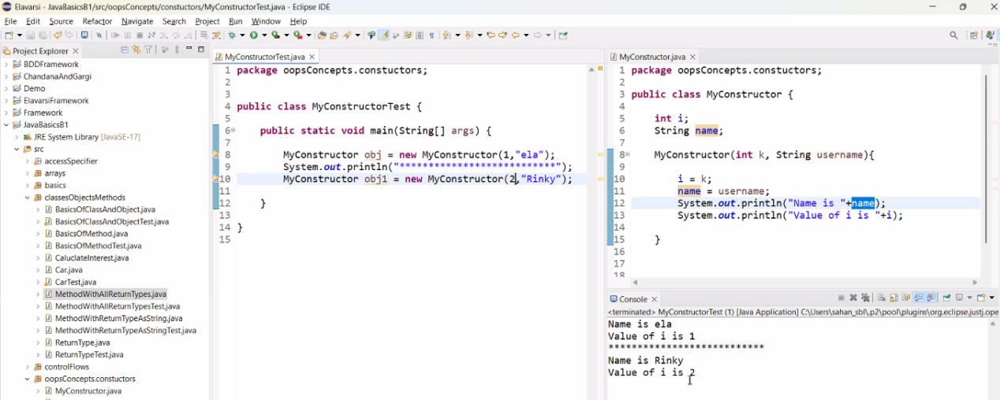 Elavarsi - JavaBasicsB1/src/oopsConcepts/constuctors/MyConstructorTest.java - Eclipse IDE
File Edit Source Refactor Navigate Search Project Run Window Help
Project Explorer
BDDFramework
ChandanaAndGargi
Demo
ElavarsiFramework
Framework
JavaBasicsB1
JRE System Library [JavaSE-17]
src
accessSpecifier
arrays
basics
classesObjectsMethods
BasicsOfClassAndObject.java
BasicsOfClassAndObjectTest.java
BasicsOfMethod.java
BasicsOfMethodTest.java
CaluclateInterest.java
Car.java
CarTest.java
MethodWithAllReturnTypes.java
MethodWithAllReturnTypesTest.java
MethodWithReturnTypeAsString.java
MethodWithReturnTypeAsStringTest.java
ReturnType.java
ReturnTypeTest.java
controlFlows
oopsConcepts.constuctors
MyConstructor.java
MyConstructorTest.java
1 package oopsConcepts.constuctors;
2
3
4 public class MyConstructorTest {
5
6 public static void main(String[] args) {
7
8 MyConstructor obj = new MyConstructor(1,"ela");
9 System.out.println("***************************");
10 MyConstructor obj1 = new MyConstructor(2,"Rinky");
11
12 }
13
14 }
15
MyConstructor.java
1 package oopsConcepts.constuctors;
2
3 public class MyConstructor {
4
5 int i;
6 String name;
7
8 MyConstructor(int k, String username){
9
10 i = k;
11 name = username;
12 System.out.println("Name is "+name);
13 System.out.println("Value of i is "+i);
14
15 }
16
17
18
Console
<terminated> MyConstructorTest (1) [Java Application] C:\Users\sahan_sbl\.p2\pool\plugins\org.eclipse.justj.ope
Name is ela
Value of i is 1
***************************
Name is Rinky
Value of i is 2